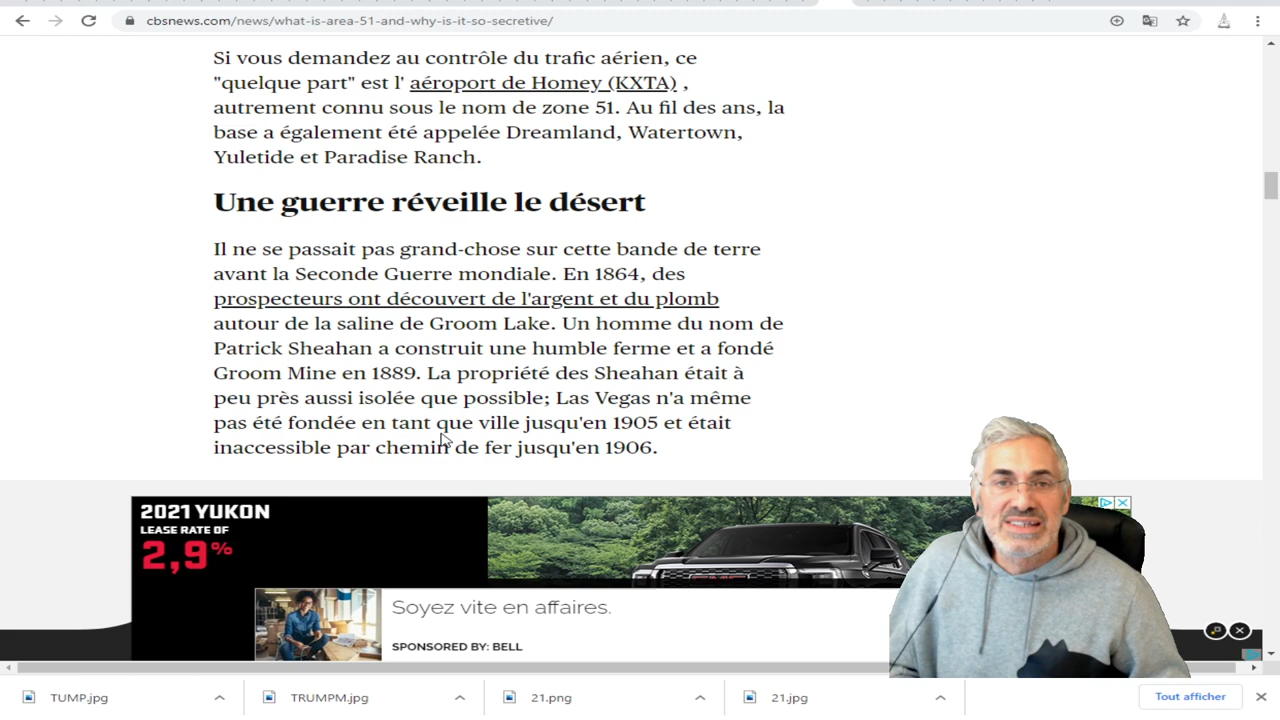 cbsnews.com/news/what-is-area-51-and-why-is-it-so-secretive/
Si vous demandez au contrôle du trafic aérien, ce
"quelque part" est l' aéroport de Homey (KXTA) ,
autrement connu sous le nom de zone 51. Au fil des ans, la
base a également été appelée Dreamland, Watertown,
Yuletide et Paradise Ranch.
Une guerre réveille le désert
Il ne se passait pas grand-chose sur cette bande de terre
avant la Seconde Guerre mondiale. En 1864, des
prospecteurs ont découvert de l'argent et du plomb
autour de la saline de Groom Lake. Un homme du nom de
Patrick Sheahan a construit une humble ferme et a fondé
Groom Mine en 1889. La propriété des Sheahan était à
peu près aussi isolée que possible; Las Vegas n'a même
pas été fondée en tant que ville jusqu'en 1905 et était
inaccessible par chemin de fer jusqu'en 1906.
2021 YUKON
LEASE RATE OF
2,9%
GMC
Soyez vite en affaires.
SPONSORED BY: BELL
TUMP.jpg
TRUMPM.jpg
21.png
21.jpg
Tout afficher